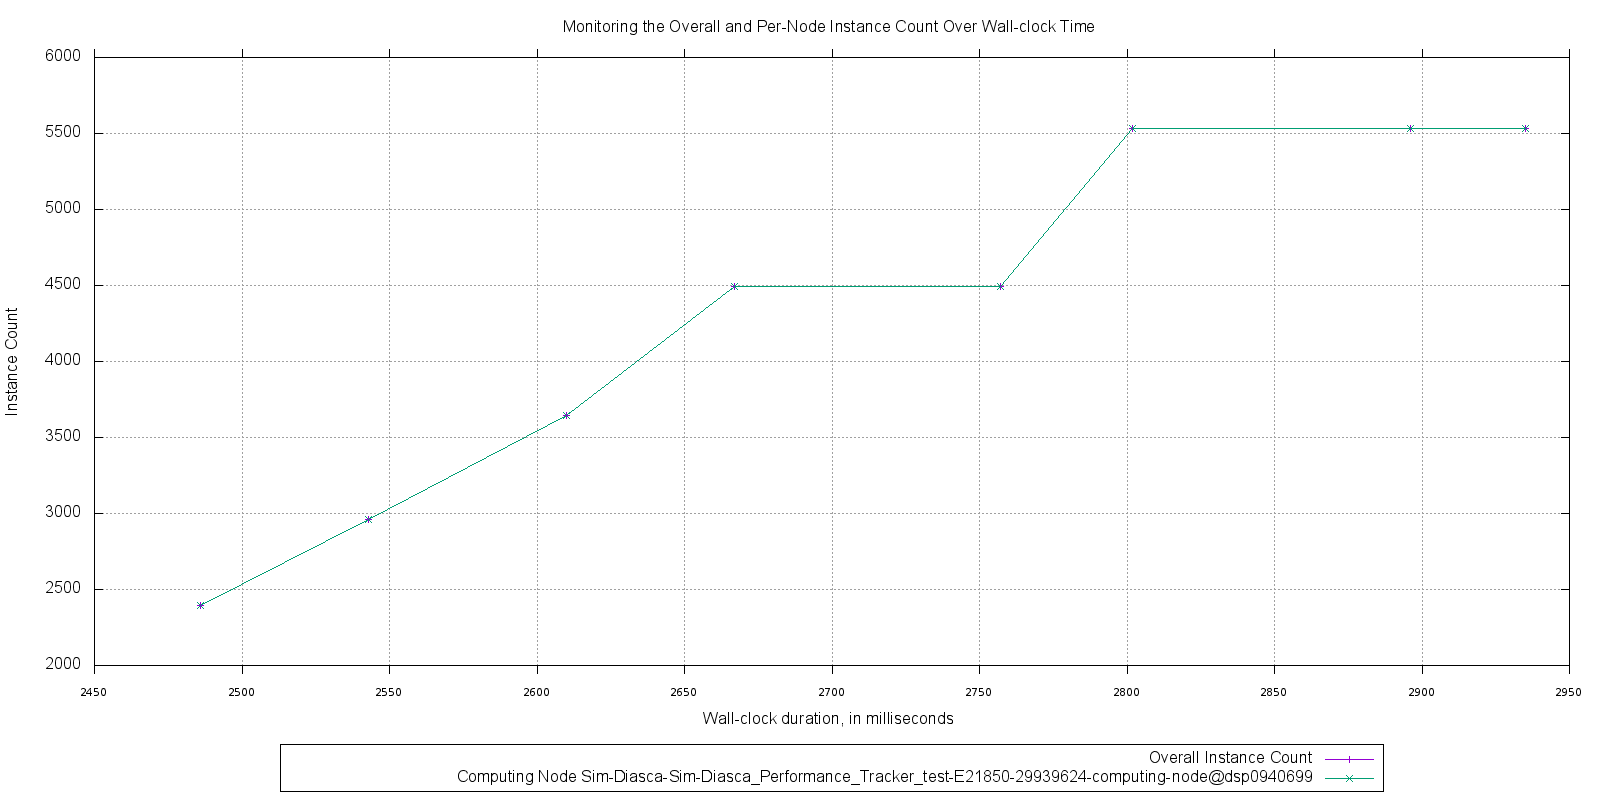 Monitoring the Overall and Per-Node Instance Count Over Wall-clock Time
6000
5500
5000
4500
4000
3500
3000
2500
2000
Instance Count
2450 2500 2550 2600 2650 2700 2750 2800 2850 2900 2950
Wall-clock duration, in milliseconds
Overall Instance Count
Computing Node Sim-Diasca-Sim-Diasca_Performance_Tracker_test-E21850-29939624-computing-node@dsp0940699